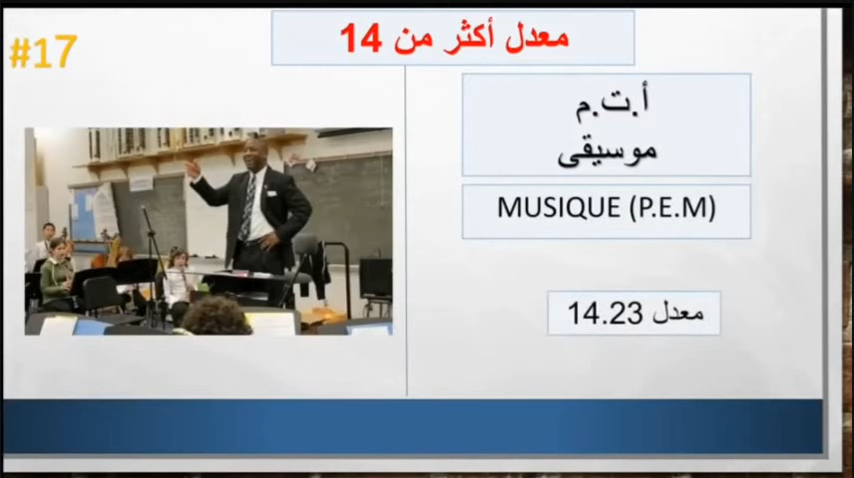 #17
معدل أكثر من 14
أ.ت.م
موسيقى
MUSIQUE (P.E.M)
معدل 14.23